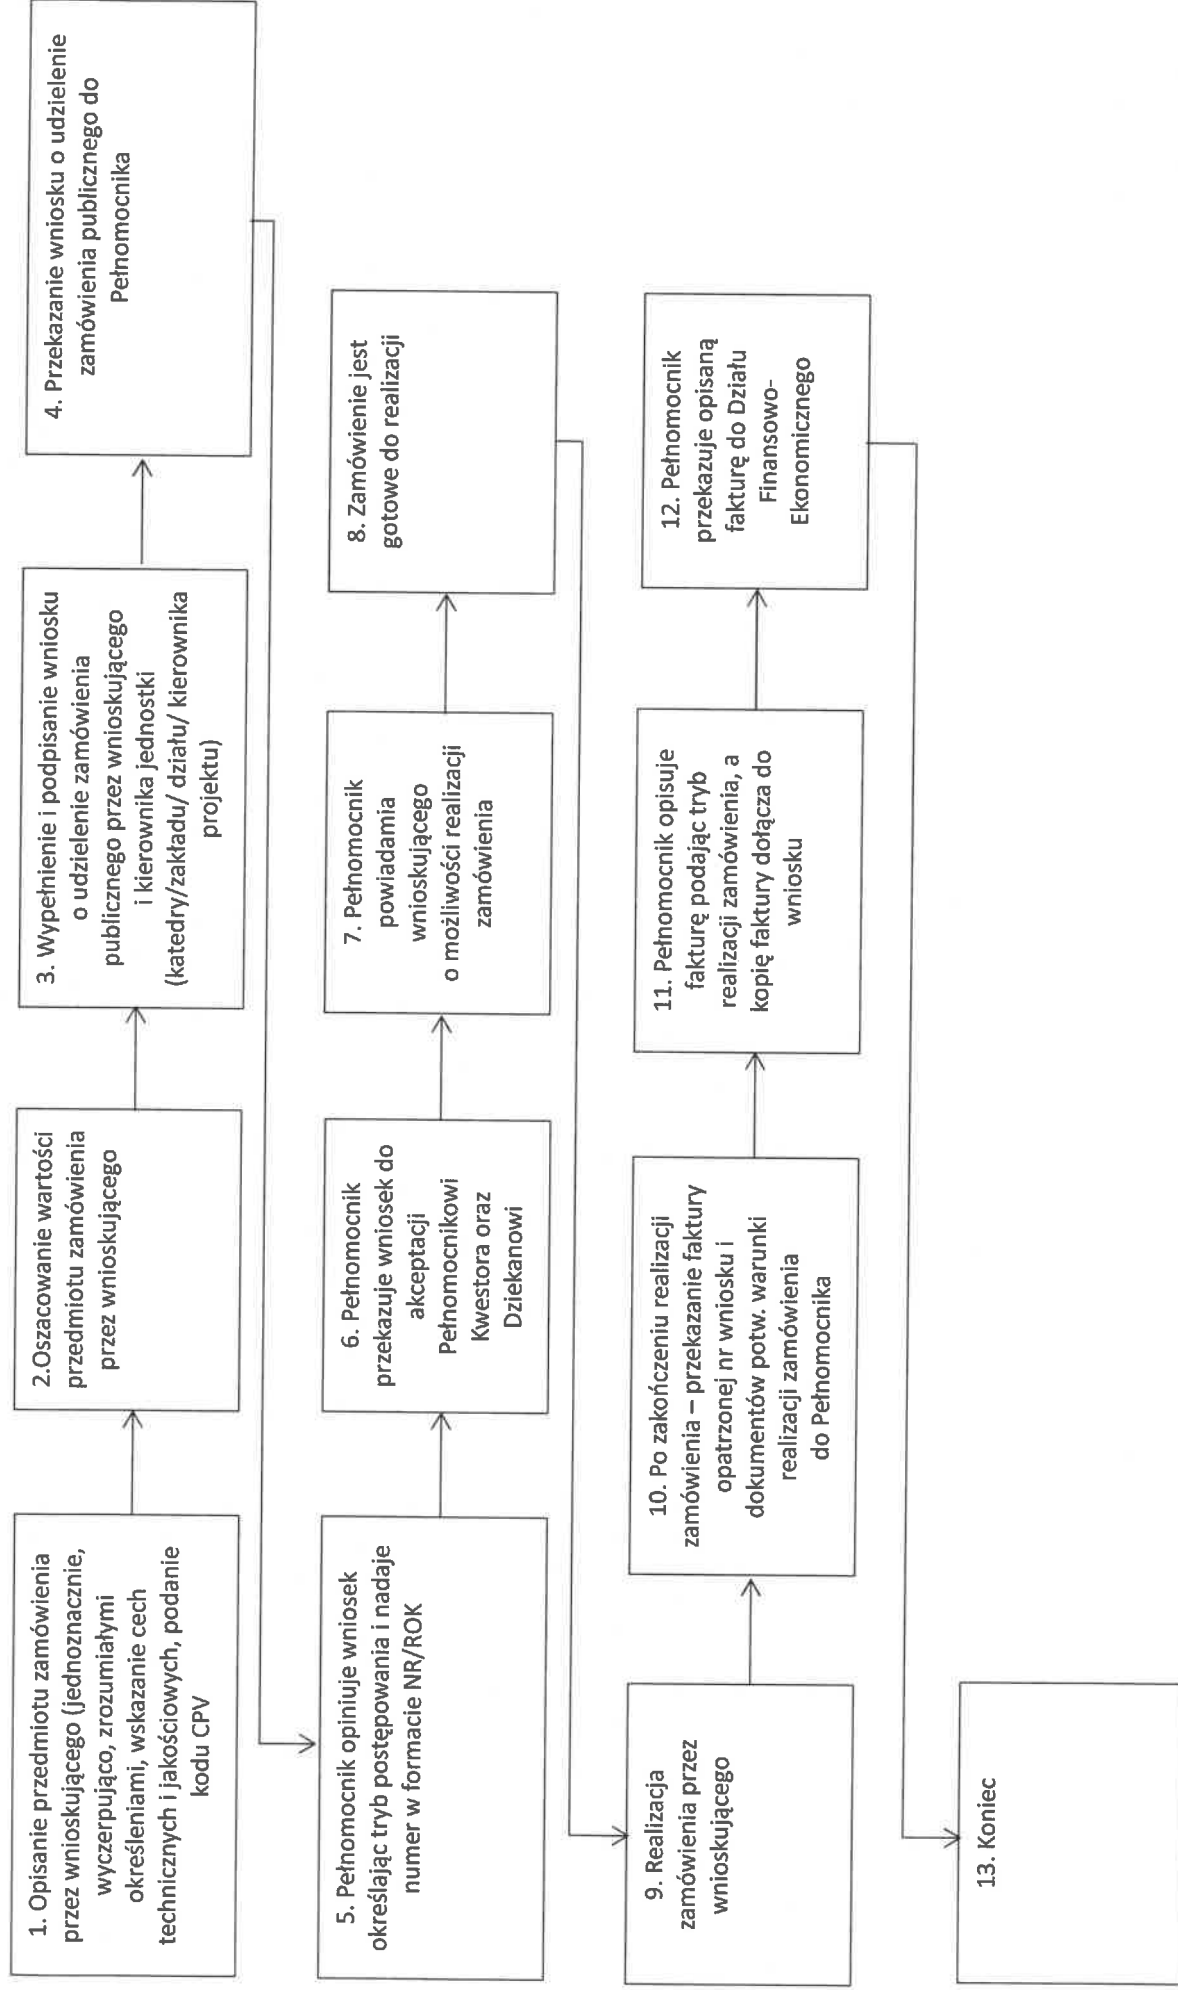 1. Opisanie przedmiotu zamówienia
przez wnioskującego (jednoznacznie,
wyczerpująco, zrozumiałymi
określeniami, wskazanie cech
technicznych i jakościowych, podanie
kodu CPV
2.Oszacowanie wartości
przedmiotu zamówienia
przez wnioskującego
3. Wypełnienie i podpisanie wniosku
o udzielenie zamówienia
publicznego przez wnioskującego
i kierownika jednostki
(katedry/zakładu/ działu/ kierownika
projektu)
4. Przekazanie wniosku o udzielenie
zamówienia publicznego do
Pełnomocnika
5. Pełnomocnik opiniuje wniosek
określając tryb postępowania i nadaje
numer w formacie NR/ROK
6. Pełnomocnik
przekazuje wniosek do
akceptacji
Pełnomocnikowi
Kwestora oraz
Dziekanowi
7. Pełnomocnik
powiadamia
wnioskującego
o możliwości realizacji
zamówienia
8. Zamówienie jest
gotowe do realizacji
9. Realizacja
zamówienia przez
wnioskującego
10. Po zakończeniu realizacji
zamówienia – przekazanie faktury
opatrzonej nr wniosku i
dokumentów potw. warunki
realizacji zamówienia
do Pełnomocnika
11. Pełnomocnik opisuje
fakturę podając tryb
realizacji zamówienia, a
kopię faktury dołącza do
wniosku
12. Pełnomocnik
przekazuje opisaną
fakturę do Działu
Finansowo-
Ekonomicznego
13. Koniec